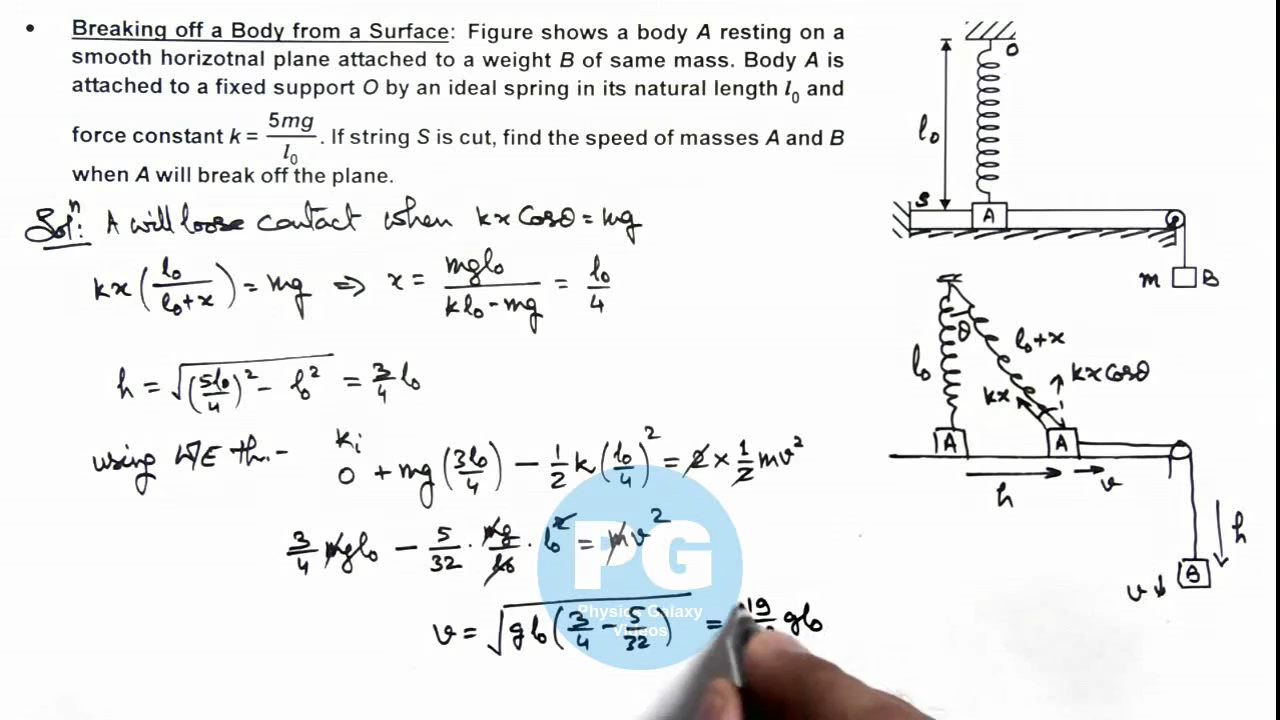 • Breaking off a Body from a Surface: Figure shows a body A resting on a
smooth horizotnal plane attached to a weight B of same mass. Body A is
attached to a fixed support O by an ideal spring in its natural length l₀ and
force constant k = 5mg/l₀. If string S is cut, find the speed of masses A and B
when A will break off the plane.
Solⁿ: A will loose contact when kx Cosθ = mg
kx (l₀/(l₀+x)) = mg ⇒ x = mgl₀/(kl₀-mg) = l₀/4
h = √((5l₀/4)² - l₀²) = 3/4 l₀
using WE th.-
kᵢ
0 + mg(3l₀/4) - 1/2 k(l₀/4)² = 2 × 1/2 mv²
3/4 mgl₀ - 5/32 · mg/l₀ · l₀² = mv²
v = √(gl₀(3/4 - 5/32)) = 19 gl₀
PG
Physics Galaxy
Videos
O
l₀
S
A
m B
θ
l₀+x
l₀
kx
kx Cosθ
A
A
h
v
h
B
v